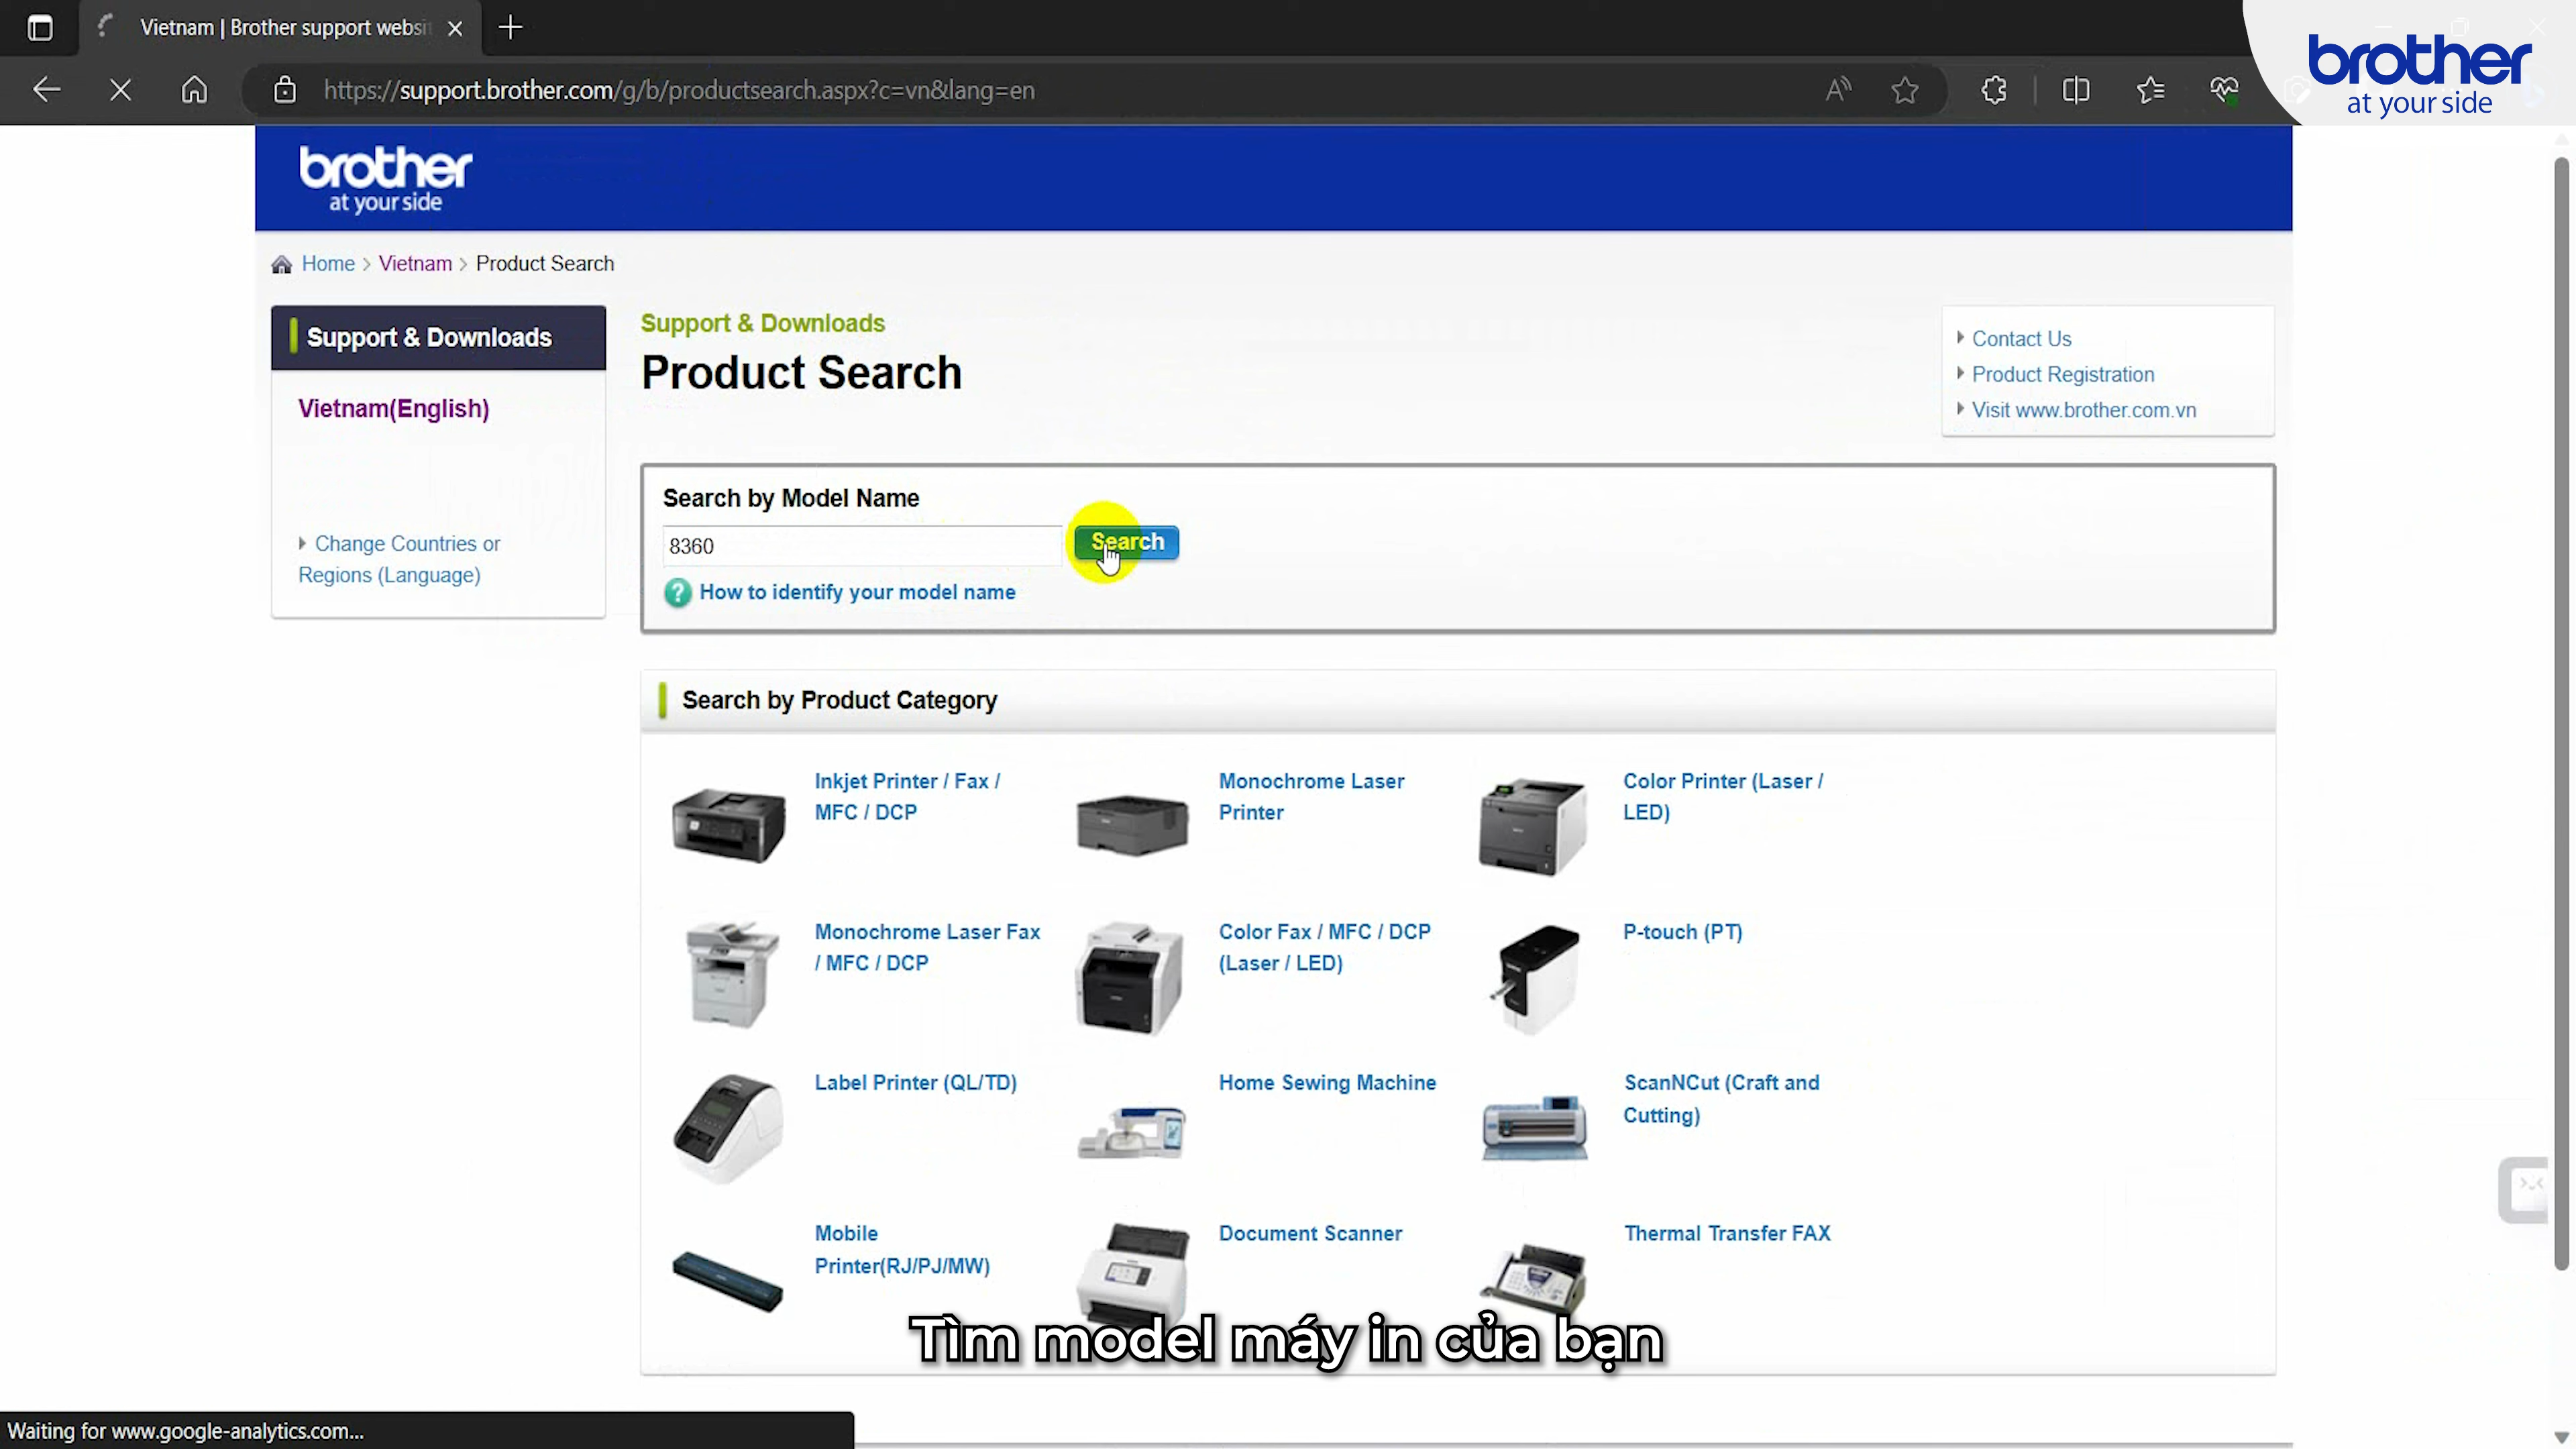 Vietnam | Brother support websi
https://support.brother.com/g/b/productsearch.aspx?c=vn&lang=en
brother
at your side
brother
at your side
Home > Vietnam > Product Search
Support & Downloads
Vietnam(English)
Change Countries or
Regions (Language)
Support & Downloads
Product Search
Contact Us
Product Registration
Visit www.brother.com.vn
Search by Model Name
8360
Search
? How to identify your model name
Search by Product Category
Inkjet Printer / Fax /
MFC / DCP
Monochrome Laser
Printer
Color Printer (Laser /
LED)
Monochrome Laser Fax
/ MFC / DCP
Color Fax / MFC / DCP
(Laser / LED)
P-touch (PT)
Label Printer (QL/TD)
Home Sewing Machine
ScanNCut (Craft and
Cutting)
Mobile
Printer(RJ/PJ/MW)
Document Scanner
Thermal Transfer FAX
Tìm model máy in của bạn
Waiting for www.google-analytics.com...